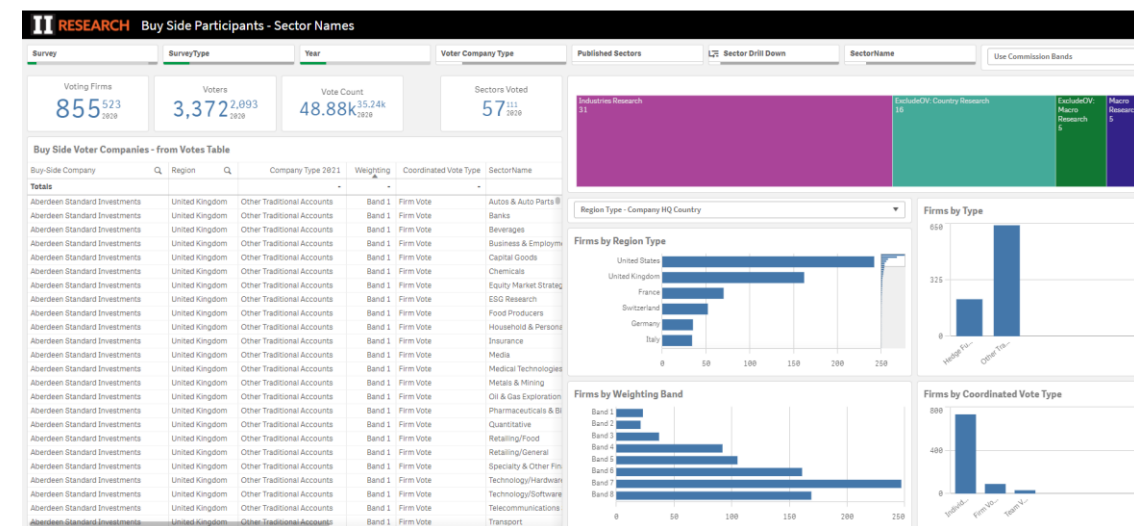 II RESEARCH Buy Side Participants - Sector Names
Survey SurveyType Year Voter Company Type Published Sectors Sector Drill Down SectorName Use Commission Bands
Voting Firms
855 523 2020
Voters
3,372 2,093 2020
Vote Count
48.88k 35.24k 2020
Sectors Voted
57 111 2020
Industries Research
31
ExcludeOV: Country Research
16
ExcludeOV:
Macro
Research
5
Macro
Research
5
Buy Side Voter Companies - from Votes Table
Buy-Side Company Region Company Type 2021 Weighting Coordinated Vote Type SectorName
Totals - - -
Aberdeen Standard Investments United Kingdom Other Traditional Accounts Band 1 Firm Vote Autos & Auto Parts
Aberdeen Standard Investments United Kingdom Other Traditional Accounts Band 1 Firm Vote Banks
Aberdeen Standard Investments United Kingdom Other Traditional Accounts Band 1 Firm Vote Beverages
Aberdeen Standard Investments United Kingdom Other Traditional Accounts Band 1 Firm Vote Business & Employm
Aberdeen Standard Investments United Kingdom Other Traditional Accounts Band 1 Firm Vote Capital Goods
Aberdeen Standard Investments United Kingdom Other Traditional Accounts Band 1 Firm Vote Chemicals
Aberdeen Standard Investments United Kingdom Other Traditional Accounts Band 1 Firm Vote Equity Market Strateg
Aberdeen Standard Investments United Kingdom Other Traditional Accounts Band 1 Firm Vote ESG Research
Aberdeen Standard Investments United Kingdom Other Traditional Accounts Band 1 Firm Vote Food Producers
Aberdeen Standard Investments United Kingdom Other Traditional Accounts Band 1 Firm Vote Household & Persona
Aberdeen Standard Investments United Kingdom Other Traditional Accounts Band 1 Firm Vote Insurance
Aberdeen Standard Investments United Kingdom Other Traditional Accounts Band 1 Firm Vote Media
Aberdeen Standard Investments United Kingdom Other Traditional Accounts Band 1 Firm Vote Medical Technologies
Aberdeen Standard Investments United Kingdom Other Traditional Accounts Band 1 Firm Vote Metals & Mining
Aberdeen Standard Investments United Kingdom Other Traditional Accounts Band 1 Firm Vote Oil & Gas Exploration
Aberdeen Standard Investments United Kingdom Other Traditional Accounts Band 1 Firm Vote Pharmaceuticals & Bi
Aberdeen Standard Investments United Kingdom Other Traditional Accounts Band 1 Firm Vote Quantitative
Aberdeen Standard Investments United Kingdom Other Traditional Accounts Band 1 Firm Vote Retailing/Food
Aberdeen Standard Investments United Kingdom Other Traditional Accounts Band 1 Firm Vote Retailing/General
Aberdeen Standard Investments United Kingdom Other Traditional Accounts Band 1 Firm Vote Specialty & Other Fin
Aberdeen Standard Investments United Kingdom Other Traditional Accounts Band 1 Firm Vote Technology/Hardware
Aberdeen Standard Investments United Kingdom Other Traditional Accounts Band 1 Firm Vote Technology/Software
Aberdeen Standard Investments United Kingdom Other Traditional Accounts Band 1 Firm Vote Telecommunications
Aberdeen Standard Investments United Kingdom Other Traditional Accounts Band 1 Firm Vote Transport
Region Type - Company HQ Country
Firms by Region Type
United States
United Kingdom
France
Switzerland
Germany
Italy
0 50 100 150 200 250
Firms by Type
650
325
0
Hedge Fu... Other Tra...
Firms by Weighting Band
Band 1
Band 2
Band 3
Band 4
Band 5
Band 6
Band 7
Band 8
0 50 100 150 200 250
Firms by Coordinated Vote Type
800
400
0
Individ... Firm Vo... Team V...